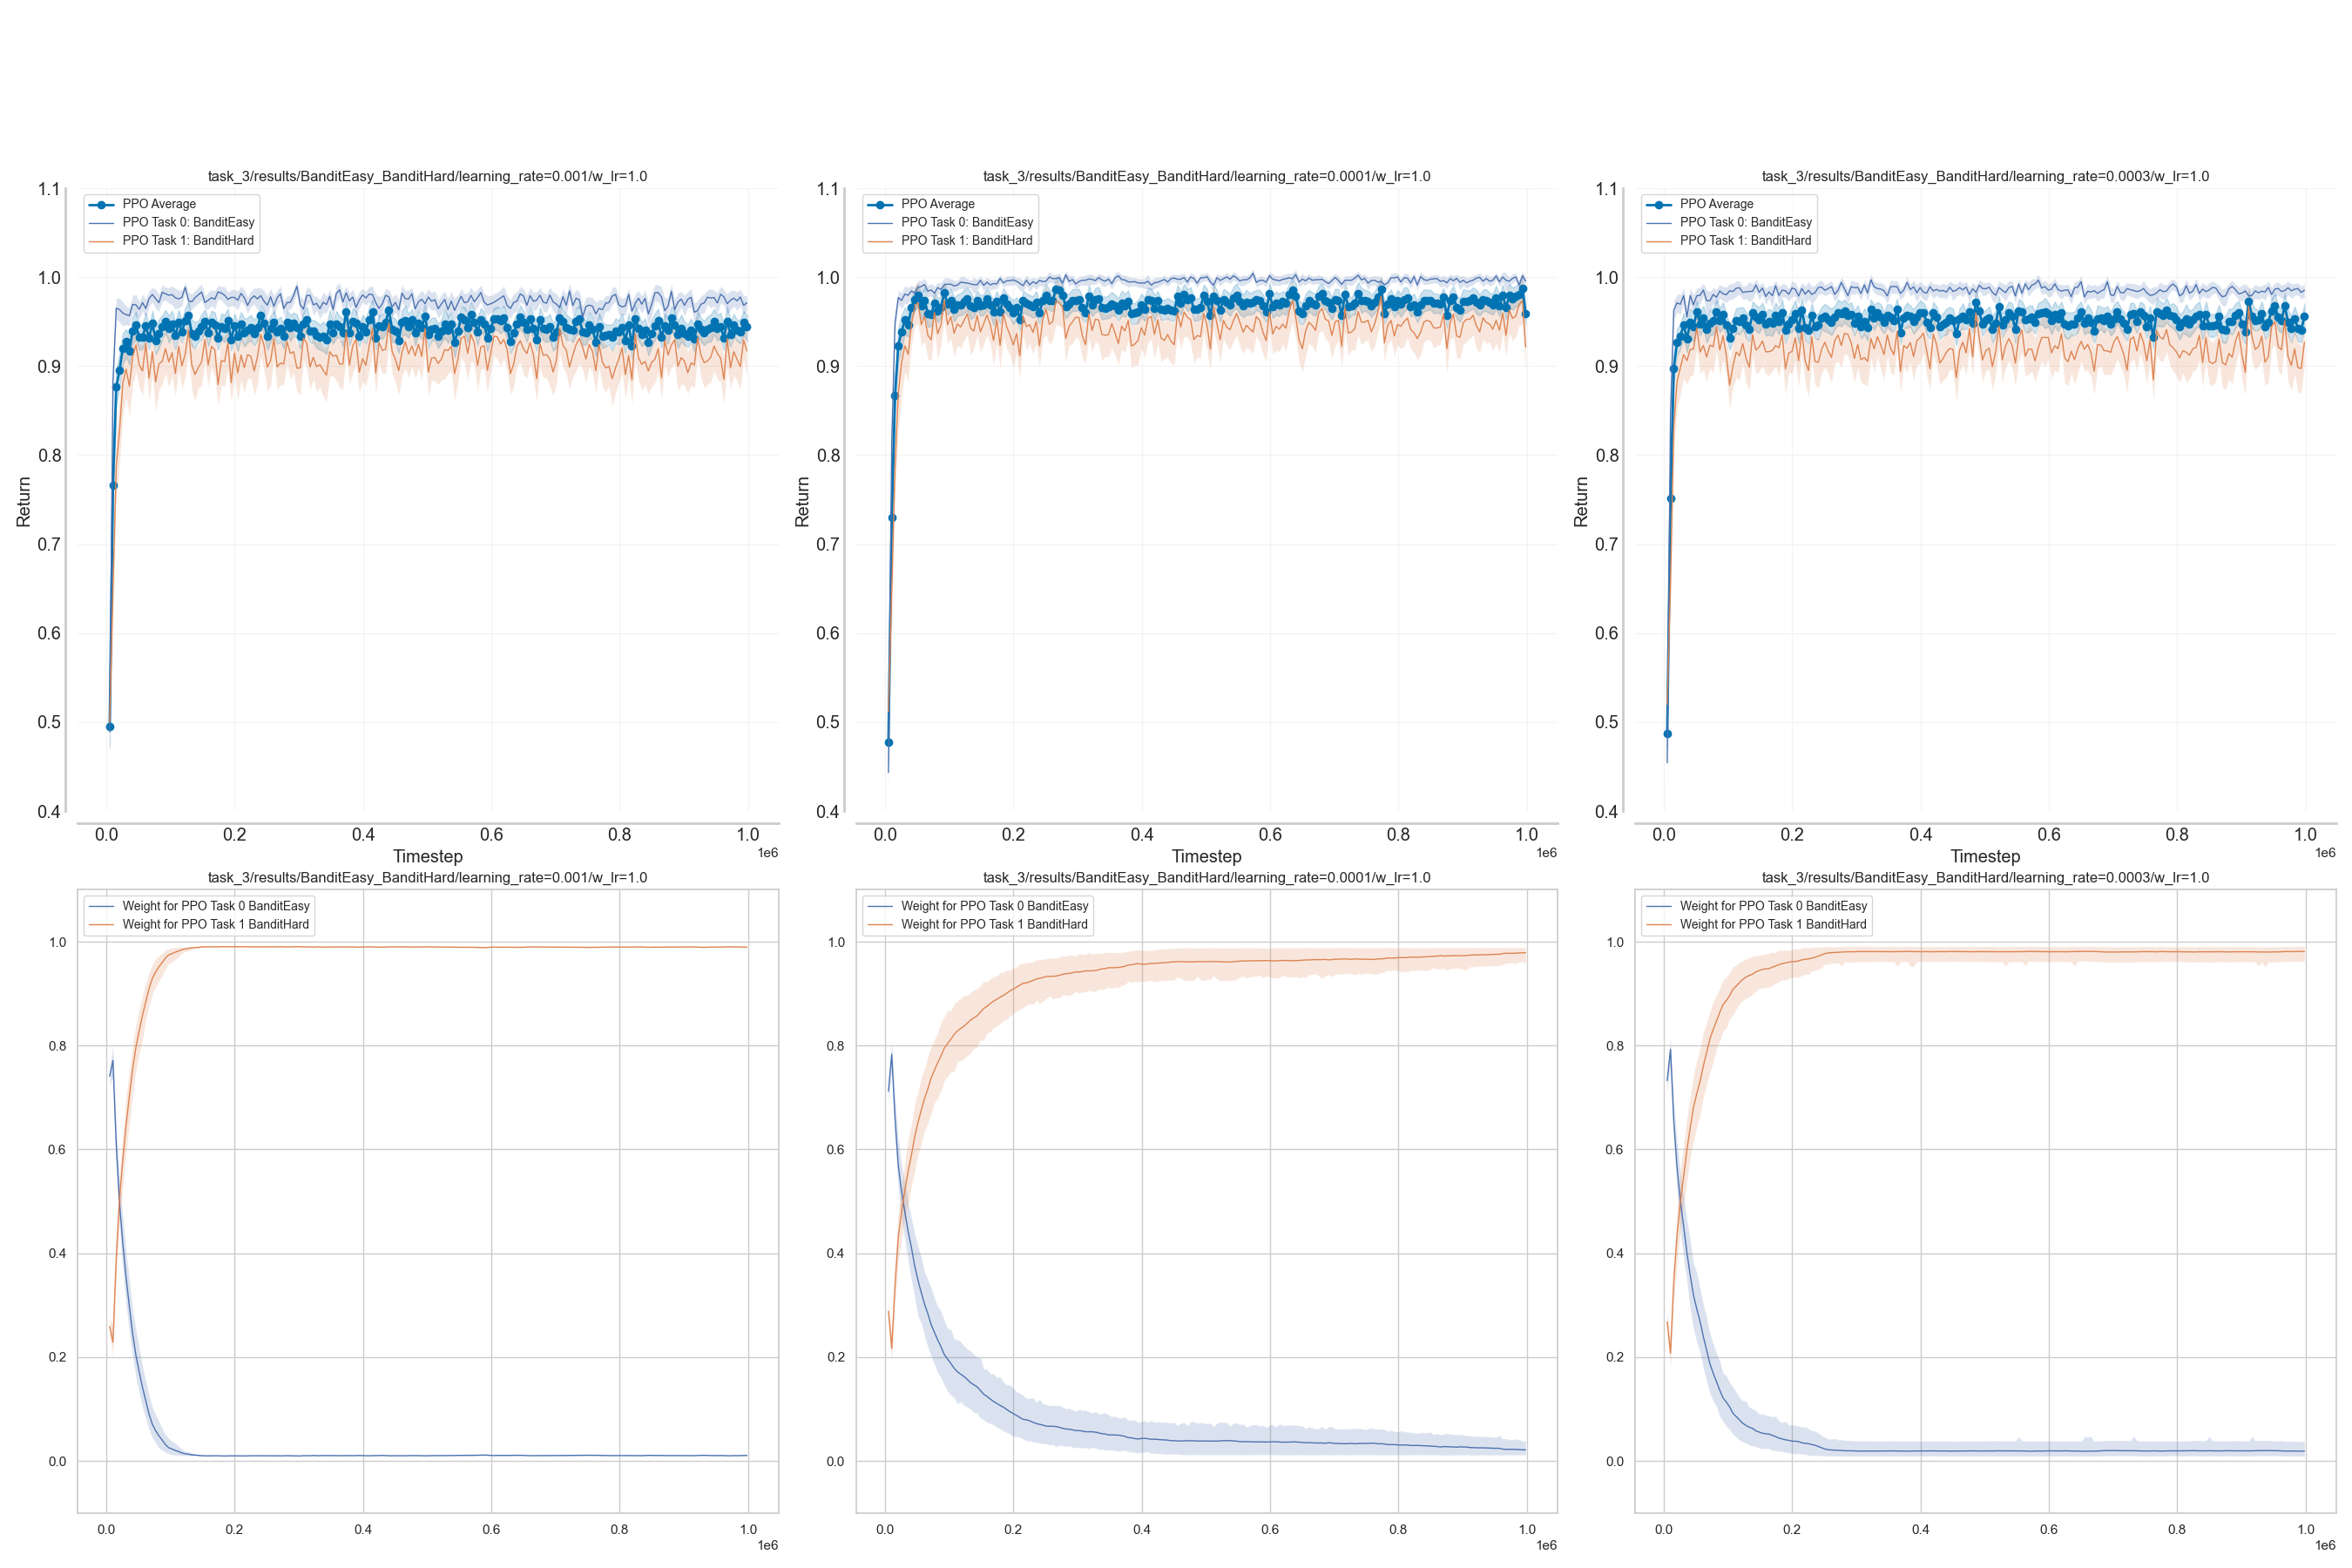 task_3/results/BanditEasy_BanditHard/learning_rate=0.001/w_lr=1.0
1.1
PPO Average
PPO Task 0: BanditEasy
PPO Task 1: BanditHard
1.0
0.9
0.8
0.7
0.6
0.5
0.4
Return
0.0 0.2 0.4 0.6 0.8 1.0
1e6
Timestep
task_3/results/BanditEasy_BanditHard/learning_rate=0.0001/w_lr=1.0
1.1
PPO Average
PPO Task 0: BanditEasy
PPO Task 1: BanditHard
1.0
0.9
0.8
0.7
0.6
0.5
0.4
Return
0.0 0.2 0.4 0.6 0.8 1.0
1e6
Timestep
task_3/results/BanditEasy_BanditHard/learning_rate=0.0003/w_lr=1.0
1.1
PPO Average
PPO Task 0: BanditEasy
PPO Task 1: BanditHard
1.0
0.9
0.8
0.7
0.6
0.5
0.4
Return
0.0 0.2 0.4 0.6 0.8 1.0
1e6
Timestep
task_3/results/BanditEasy_BanditHard/learning_rate=0.001/w_lr=1.0
Weight for PPO Task 0 BanditEasy
Weight for PPO Task 1 BanditHard
1.0
0.8
0.6
0.4
0.2
0.0
0.0 0.2 0.4 0.6 0.8 1.0
1e6
task_3/results/BanditEasy_BanditHard/learning_rate=0.0001/w_lr=1.0
Weight for PPO Task 0 BanditEasy
Weight for PPO Task 1 BanditHard
1.0
0.8
0.6
0.4
0.2
0.0
0.0 0.2 0.4 0.6 0.8 1.0
1e6
task_3/results/BanditEasy_BanditHard/learning_rate=0.0003/w_lr=1.0
Weight for PPO Task 0 BanditEasy
Weight for PPO Task 1 BanditHard
1.0
0.8
0.6
0.4
0.2
0.0
0.0 0.2 0.4 0.6 0.8 1.0
1e6